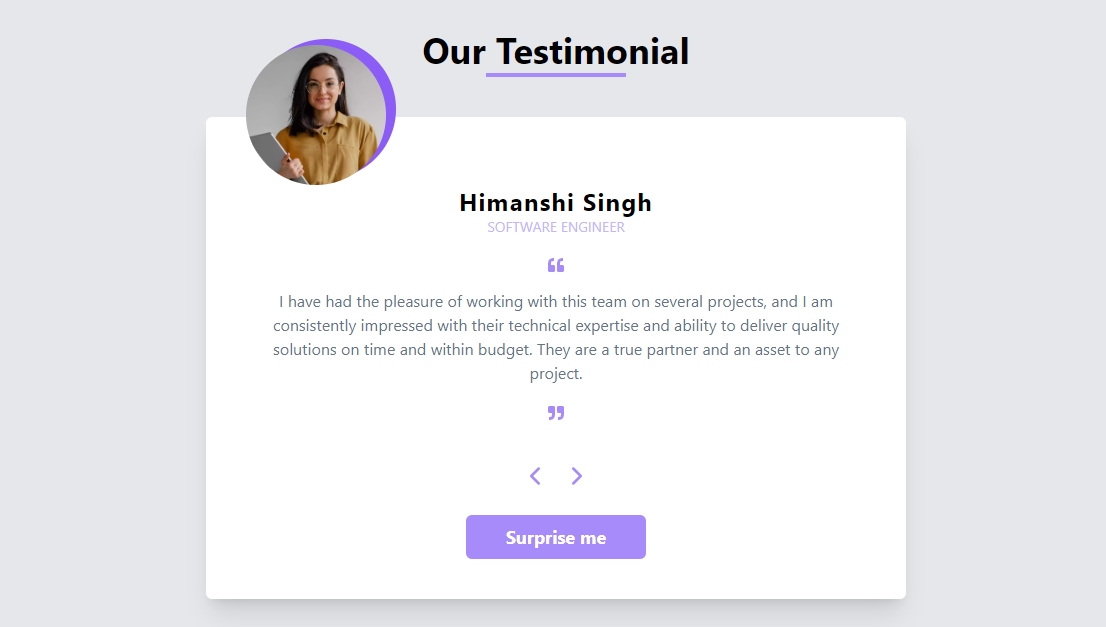 Our Testimonial
Himanshi Singh
SOFTWARE ENGINEER
❝
I have had the pleasure of working with this team on several projects, and I am
consistently impressed with their technical expertise and ability to deliver quality
solutions on time and within budget. They are a true partner and an asset to any
project.
❞
Surprise me